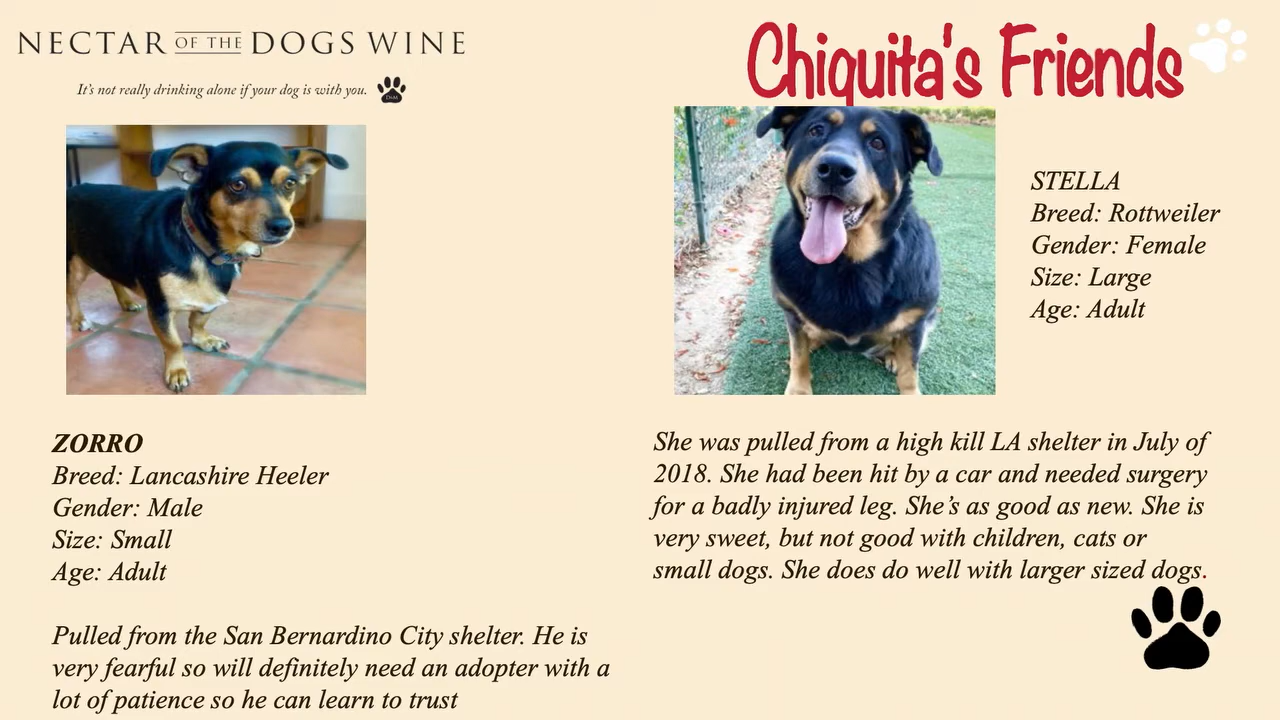 NECTAR OF THE DOGS WINE
It's not really drinking alone if your dog is with you.
Chiquita's Friends
ZORRO
Breed: Lancashire Heeler
Gender: Male
Size: Small
Age: Adult
Pulled from the San Bernardino City shelter. He is
very fearful so will definitely need an adopter with a
lot of patience so he can learn to trust
STELLA
Breed: Rottweiler
Gender: Female
Size: Large
Age: Adult
She was pulled from a high kill LA shelter in July of
2018. She had been hit by a car and needed surgery
for a badly injured leg. She’s as good as new. She is
very sweet, but not good with children, cats or
small dogs. She does do well with larger sized dogs.